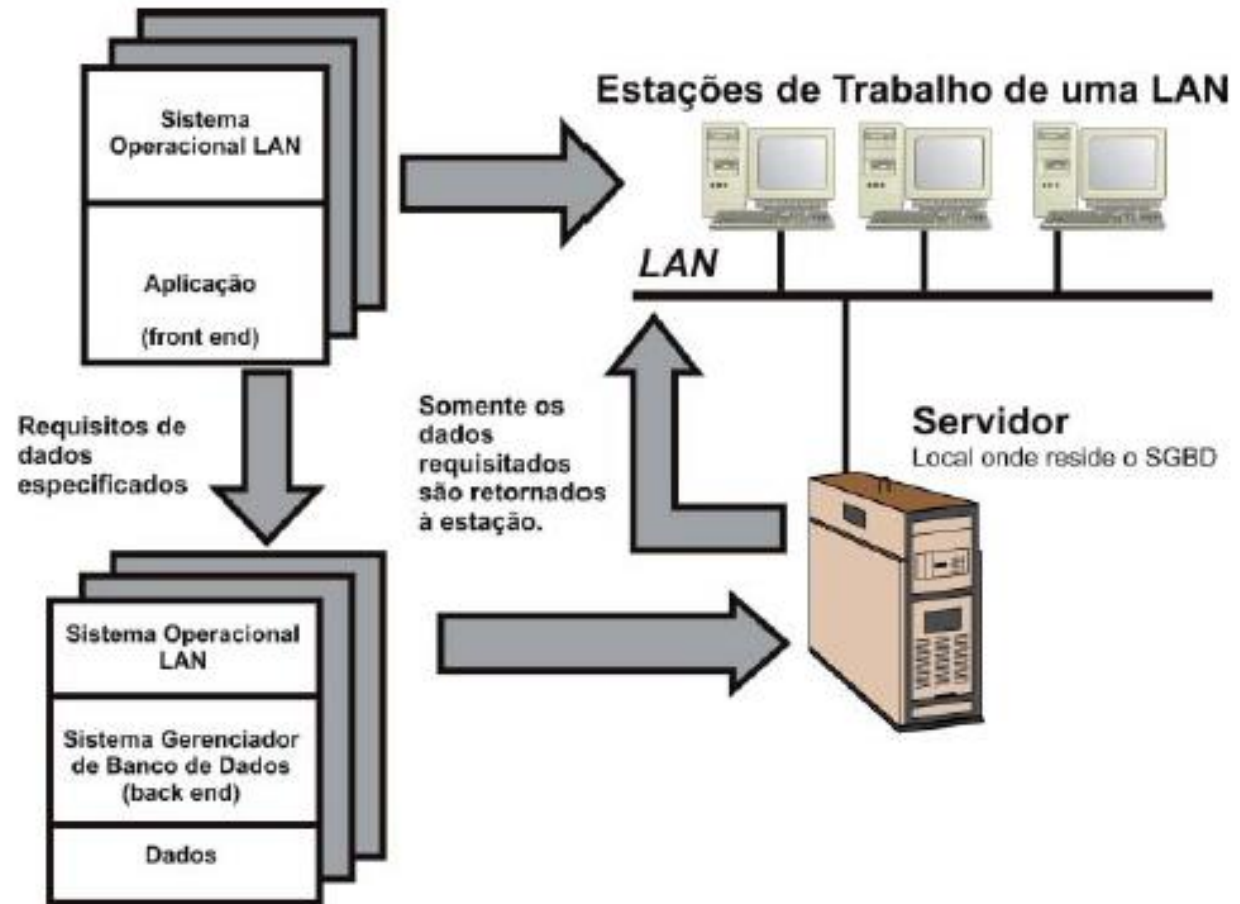 Sistema
Operacional LAN
Aplicação
(front end)
Estações de Trabalho de uma LAN
LAN
Requisitos de
dados
especificados
Somente os
dados
requisitados
são retornados
à estação.
Servidor
Local onde reside o SGBD
Sistema Operacional
LAN
Sistema Gerenciador
de Banco de Dados
(back end)
Dados